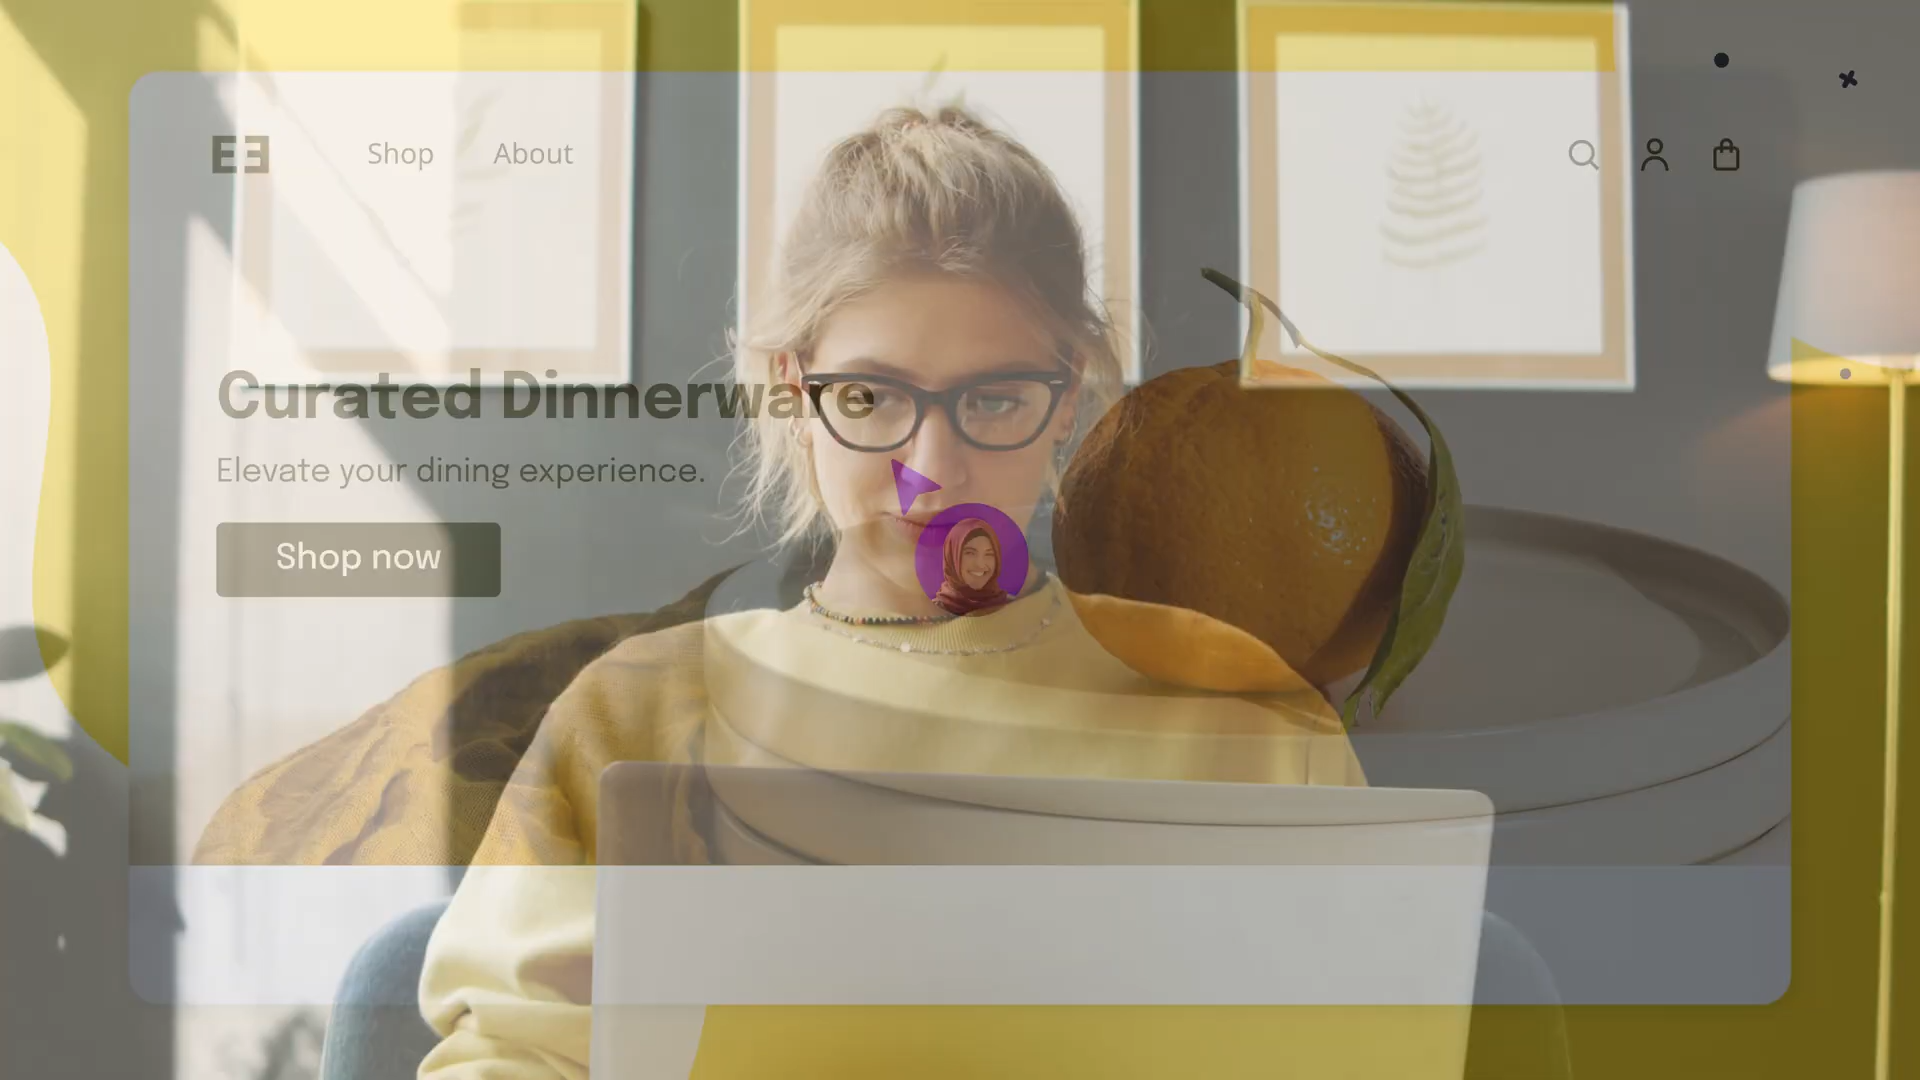 Shop About
Curated Dinnerware
Elevate your dining experience.
Shop now